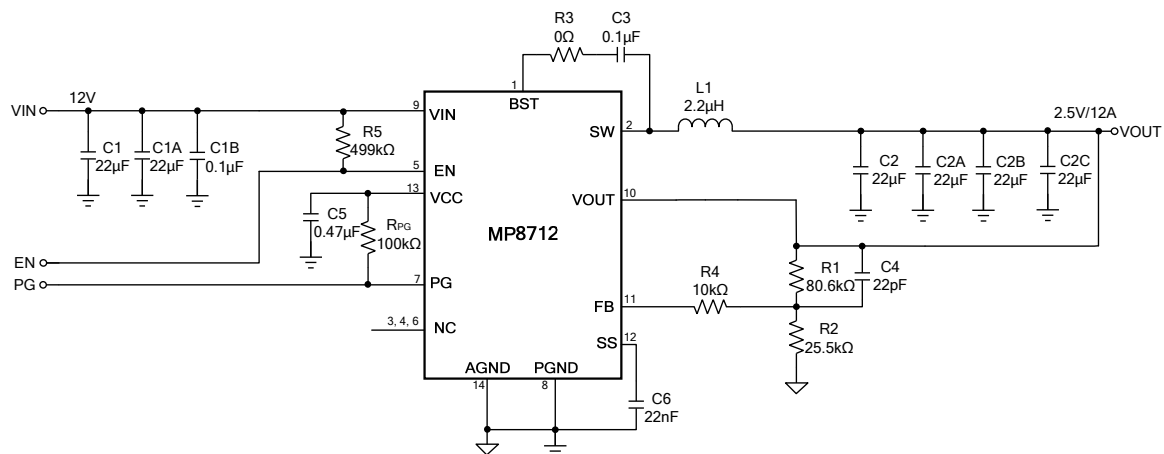 R3
0Ω
C3
0.1µF
1
BST
VIN
12V
9
VIN
C1
22µF
C1A
22µF
C1B
0.1µF
R5
499kΩ
5
EN
13
VCC
C5
0.47µF
RPG
100kΩ
EN
PG
7
PG
3, 4, 6
NC
MP8712
AGND
14
PGND
8
SW
2
L1
2.2µH
2.5V/12A
VOUT
C2
22µF
C2A
22µF
C2B
22µF
C2C
22µF
VOUT
10
R4
10kΩ
R1
80.6kΩ
C4
22pF
FB
11
R2
25.5kΩ
SS
12
C6
22nF